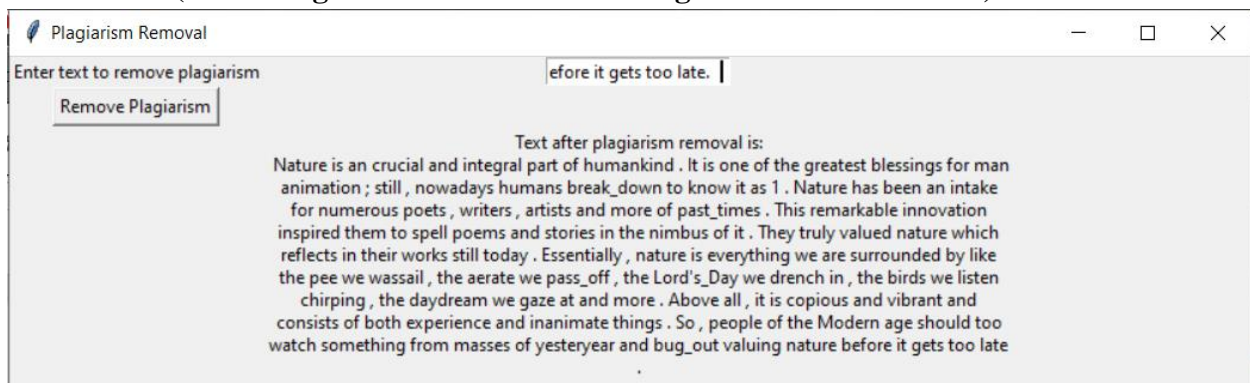 Plagiarism Removal
Enter text to remove plagiarism
efore it gets too late.
Remove Plagiarism
Text after plagiarism removal is:
Nature is an crucial and integral part of humankind . It is one of the greatest blessings for man
animation ; still , nowadays humans break_down to know it as 1 . Nature has been an intake
for numerous poets , writers , artists and more of past_times . This remarkable innovation
inspired them to spell poems and stories in the nimbus of it . They truly valued nature which
reflects in their works still today . Essentially , nature is everything we are surrounded by like
the pee we wassail , the aerate we pass_off , the Lord's_Day we drench in , the birds we listen
chirping , the daydream we gaze at and more . Above all , it is copious and vibrant and
consists of both experience and inanimate things . So , people of the Modern age should too
watch something from masses of yesteryear and bug_out valuing nature before it gets too late
.